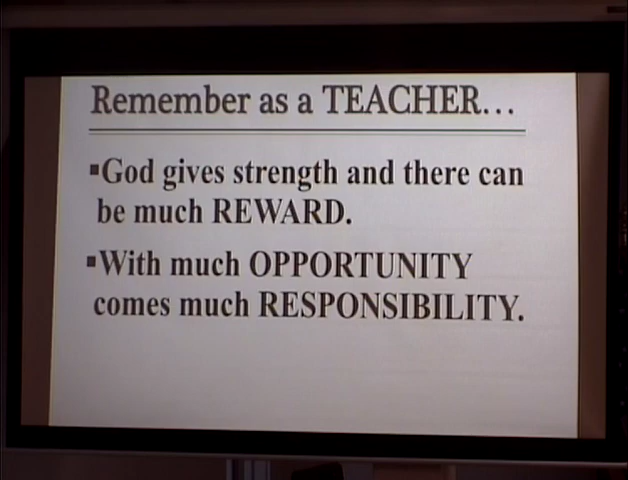 Remember as a TEACHER…
▪God gives strength and there can
be much REWARD.
▪With much OPPORTUNITY
comes much RESPONSIBILITY.